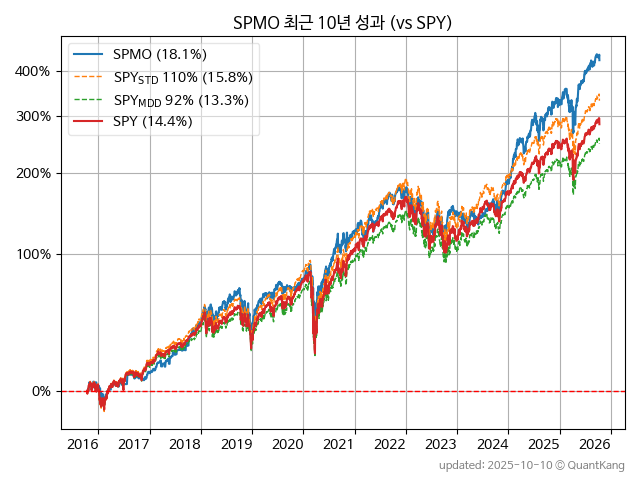 SPMO 최근 10년 성과 (vs SPY)
SPMO (18.1%)
SPY_STD 110% (15.8%)
SPY_MDD 92% (13.3%)
SPY (14.4%)
400%
300%
200%
100%
0%
2016 2017 2018 2019 2020 2021 2022 2023 2024 2025 2026
updated: 2025-10-10 © QuantKang